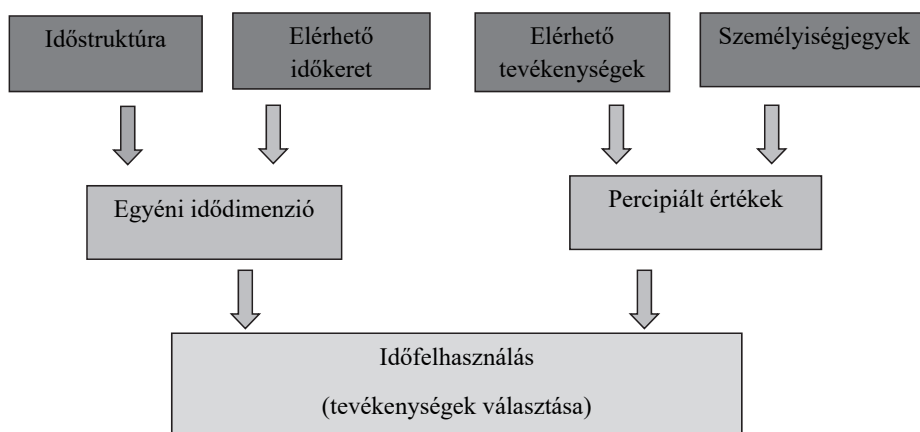 Időstruktúra
Elérhető
időkeret
Elérhető
tevékenységek
Személyiségjegyek
Egyéni idődimenzió
Percipiált értékek
Időfelhasználás
(tevékenységek választása)